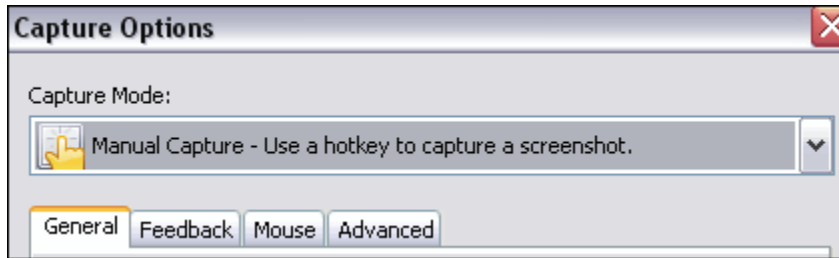 Capture Options
Capture Mode:
Manual Capture - Use a hotkey to capture a screenshot.
General Feedback Mouse Advanced